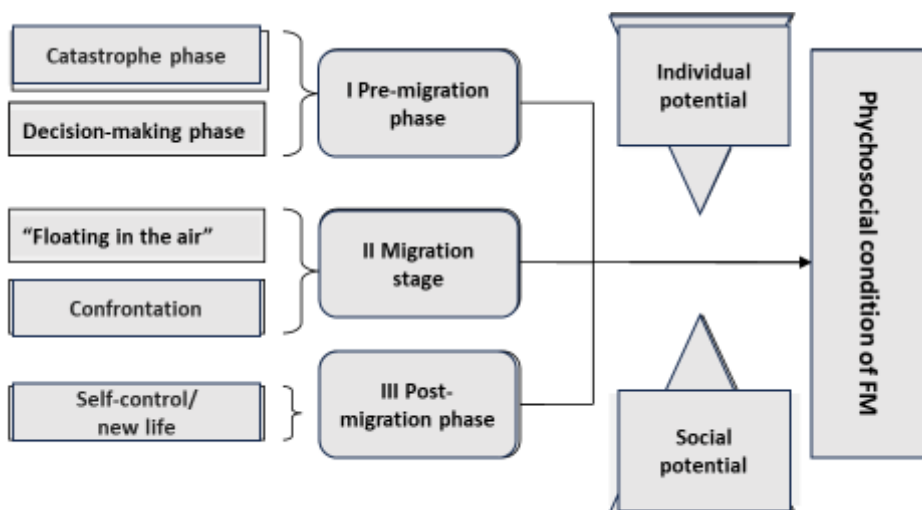 Catastrophe phase
Decision-making phase
I Pre-migration
phase
“Floating in the air”
Confrontation
II Migration
stage
Self-control/
new life
III Post-
migration phase
Individual
potential
Social
potential
Phychosocial condition of FM